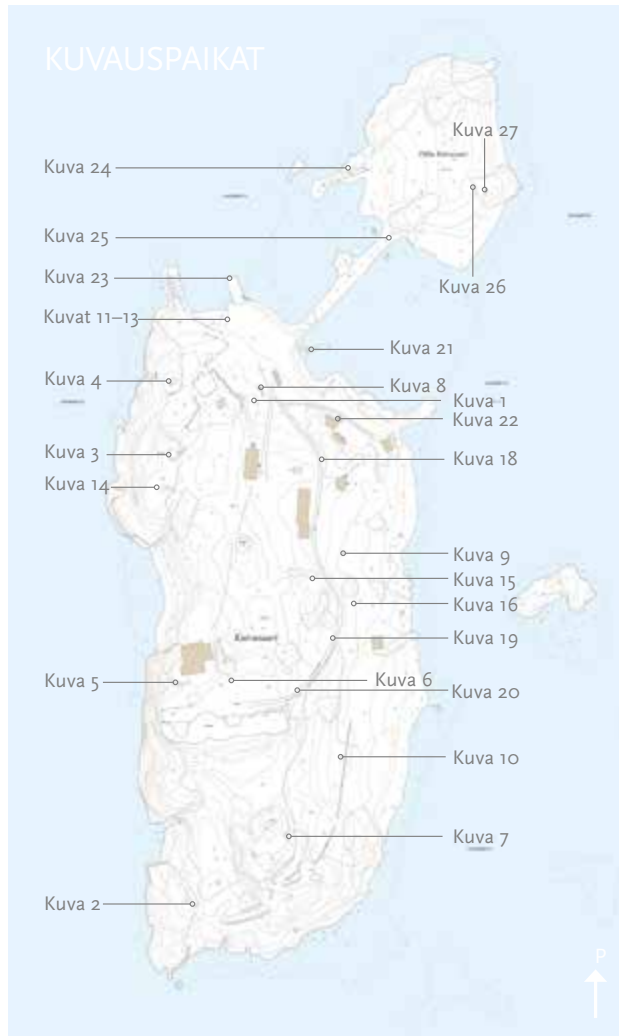 KUVAUSPAIKAT
Kuva 27
Kuva 24
Kuva 25
Kuva 23
Kuva 26
Kuvat 11–13
Kuva 21
Kuva 4
Kuva 8
Kuva 1
Kuva 22
Kuva 3
Kuva 18
Kuva 14
Kuva 9
Kuva 15
Kuva 16
Kuva 19
Kuva 5
Kuva 6
Kuva 20
Kuva 10
Kuva 7
Kuva 2
P